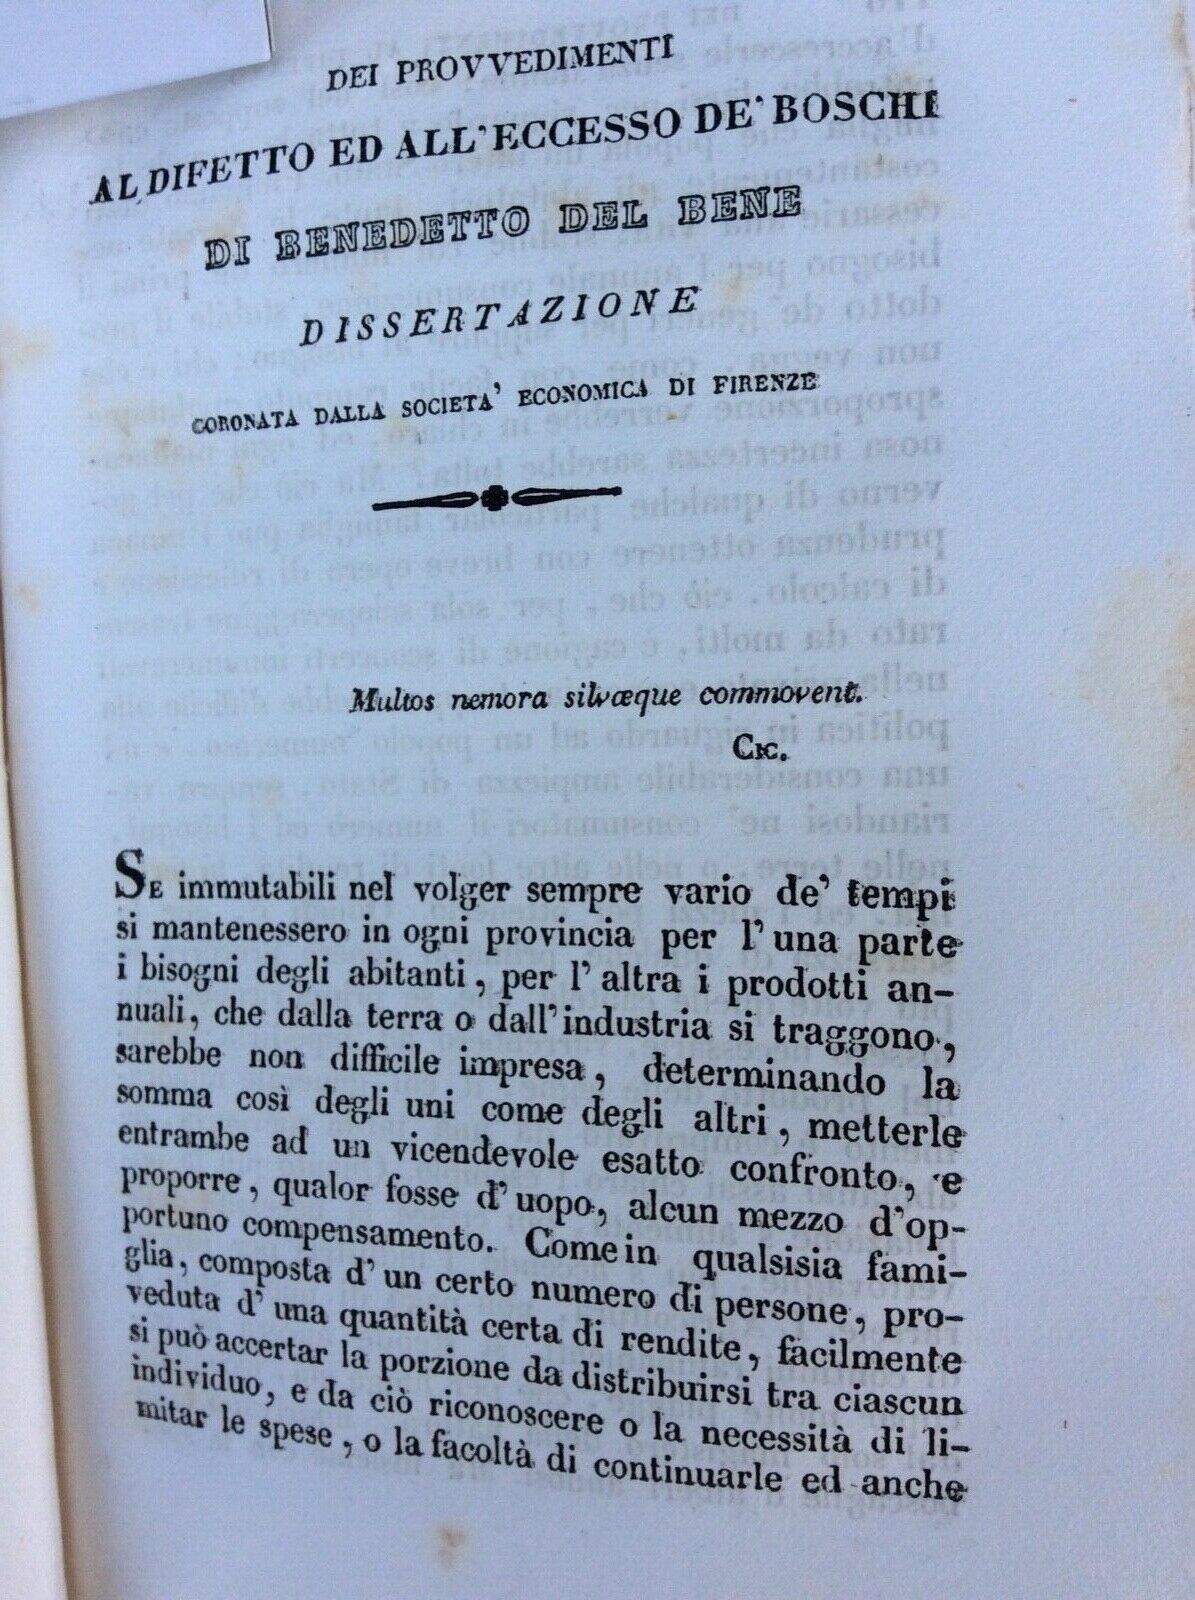 DEI PROVVEDIMENTI
AL DIFETTO ED ALL'ECCESSO DE' BOSCHI
DI BENEDETTO DEL BENE
DISSERTAZIONE
CORONATA DALLA SOCIETA' ECONOMICA DI FIRENZE
Multos nemora silvæque commovent.
CIC.
SE immutabili nel volger sempre vario de' tempi
si mantenessero in ogni provincia per l'una parte
i bisogni degli abitanti, per l'altra i prodotti an-
nuali, che dalla terra o dall'industria si traggono,
sarebbe non difficile impresa, determinando la
somma così degli uni come degli altri, metterle
entrambe ad un vicendevole esatto confronto, e
proporre, qualor fosse d'uopo, alcun mezzo d'op-
portuno compensamento. Come in qualsisia fami-
glia, composta d'un certo numero di persone, pro-
veduta d'una quantità certa di rendite, facilmente
si può accertar la porzione da distribuirsi tra ciascun
individuo, e da ciò riconoscere o la necessità di li-
mitar le spese, o la facoltà di continuarle ed anche